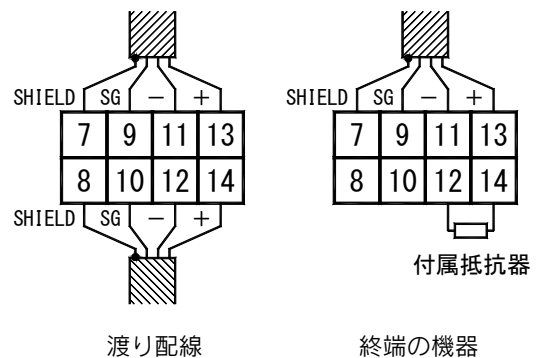 SHIELD SG － ＋ SHIELD SG － ＋
7 9 11 13 7 9 11 13
8 10 12 14 8 10 12 14
SHIELD SG － ＋
付属抵抗器
渡り配線 終端の機器